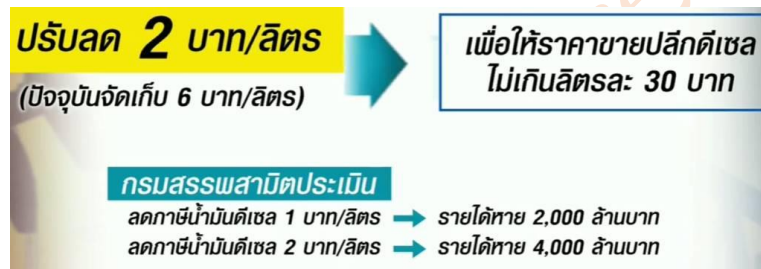 ปรับลด 2 บาท/ลิตร
(ปัจจุบันจัดเก็บ 6 บาท/ลิตร)
เพื่อให้ราคาขายปลีกดีเซล
ไม่เกินลิตรละ 30 บาท
กรมสรรพสามิตประเมิน
ลดภาษีน้ำมันดีเซล 1 บาท/ลิตร → รายได้หาย 2,000 ล้านบาท
ลดภาษีน้ำมันดีเซล 2 บาท/ลิตร → รายได้หาย 4,000 ล้านบาท